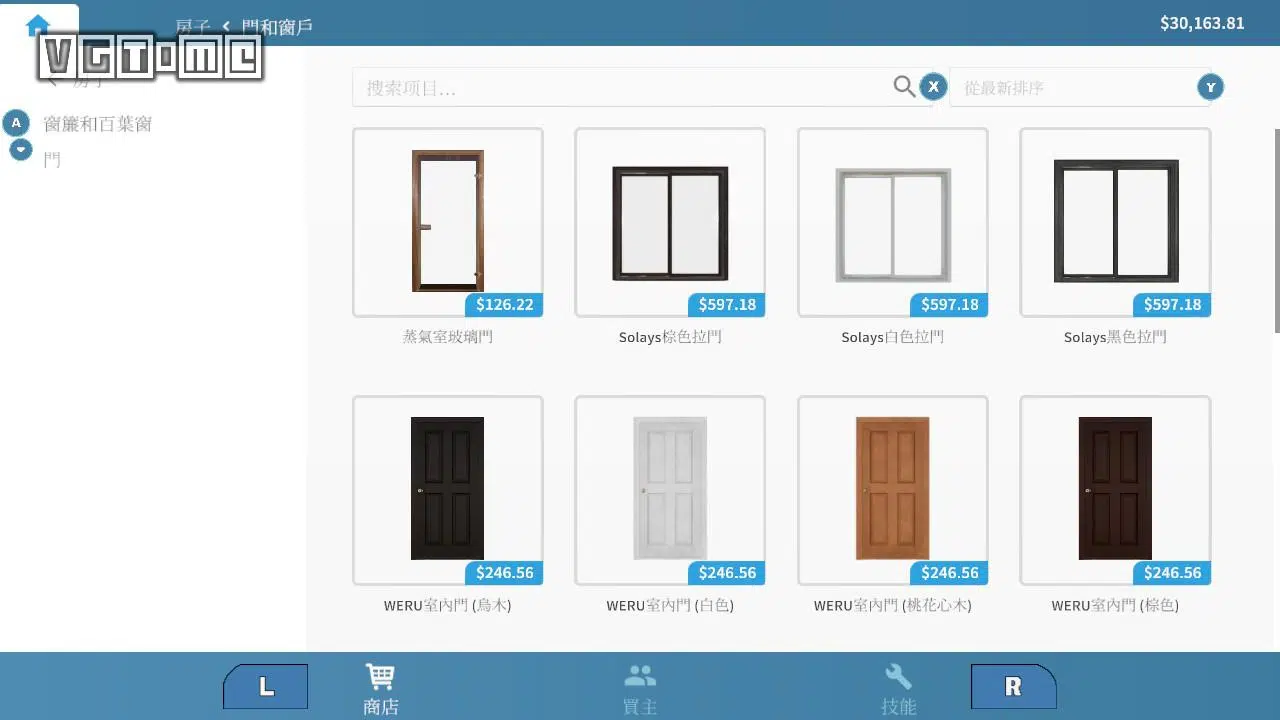 房子 < 門和窗戶
$30,163.81
VGTIME
房子
搜索项目...
X
從最新排序
Y
A
窗簾和百葉窗
門
$126.22
$597.18
$597.18
$597.18
蒸氣室玻璃門
Solays棕色拉門
Solays白色拉門
Solays黑色拉門
$246.56
$246.56
$246.56
$246.56
WERU室內門 (烏木)
WERU室內門 (白色)
WERU室內門 (桃花心木)
WERU室內門 (棕色)
L
商店
買主
技能
R